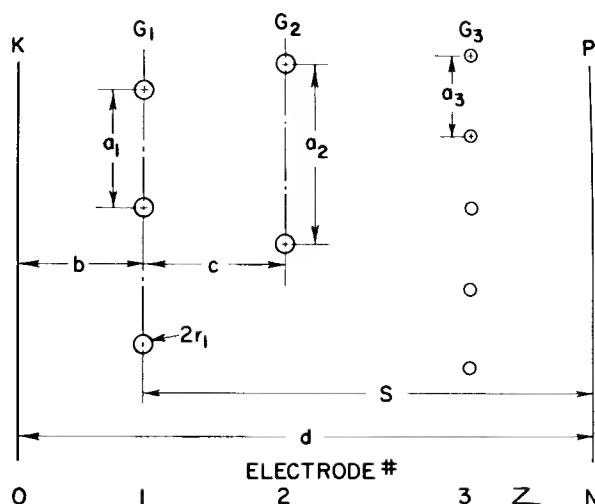 K G1 G2 G3 P
a1 a2 a3
b c
2r1
S
d
ELECTRODE #
0 1 2 3 Z N